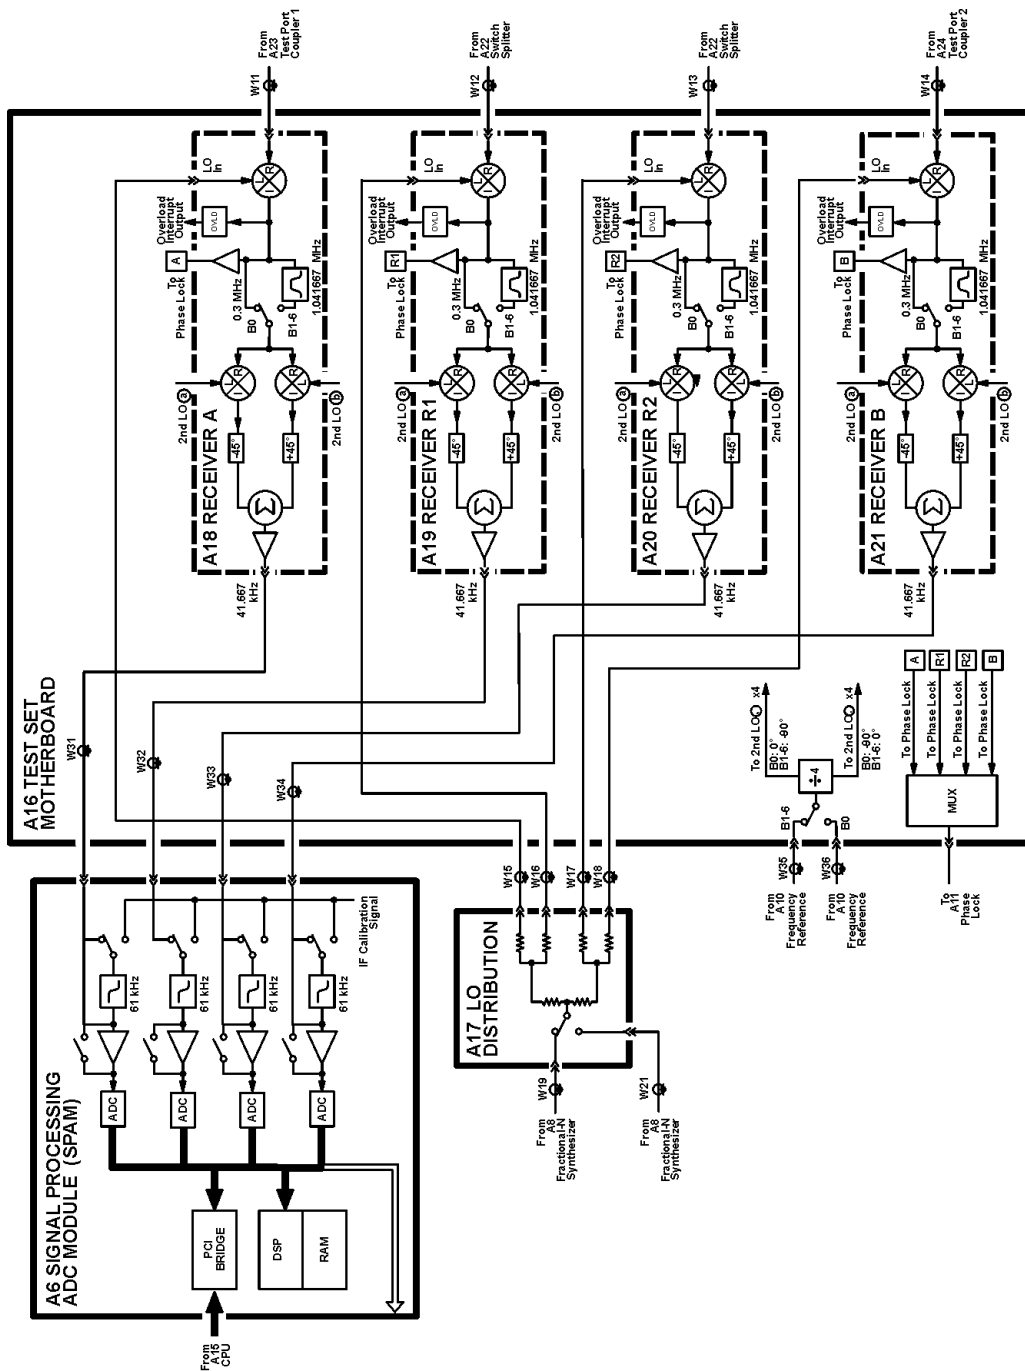 A6 SIGNAL PROCESSING
ADC MODULE (SPAM)
From
A15
CPU
PCI
BRIDGE
DSP
RAM
ADC
ADC
ADC
ADC
61 kHz
61 kHz
61 kHz
61 kHz
IF Calibration
Signal
A16 TEST SET
MOTHERBOARD
W31
W32
W33
W34
A17 LO
DISTRIBUTION
W15
W16
W17
W18
W19
W21
From
A8
Fractional-N
Synthesizer
From
A8
Fractional-N
Synthesizer
From
A10
Frequency
Reference
From
A10
Frequency
Reference
W35
W36
B1-6
B0
÷4
To 2nd LO x4
B0: 0°
B1-6: -90°
To 2nd LO x4
B0: -90°
B1-6: 0°
To
A11
Phase
Lock
MUX
To Phase Lock
A
To Phase Lock
R1
To Phase Lock
R2
To Phase Lock
B
A18 RECEIVER A
41.667
kHz
Σ
-45°
+45°
2nd LO a
2nd LO b
L
R
I
L
R
I
B0
B1-6
0.3 MHz
1.041667 MHz
To
Phase Lock
A
Overload
Interrupt
Output
OVLD
LO
In
L
R
I
W11
From
A23
Test Port
Coupler 1
A19 RECEIVER R1
41.667
kHz
Σ
-45°
+45°
2nd LO a
2nd LO b
L
R
I
L
R
I
B0
B1-6
0.3 MHz
1.041667 MHz
To
Phase Lock
R1
Overload
Interrupt
Output
OVLD
LO
In
L
R
I
W12
From
A22
Switch
Splitter
A20 RECEIVER R2
41.667
kHz
Σ
-45°
+45°
2nd LO a
2nd LO b
L
R
I
L
R
I
B0
B1-6
0.3 MHz
1.041667 MHz
To
Phase Lock
R2
Overload
Interrupt
Output
OVLD
LO
In
L
R
I
W13
From
A22
Switch
Splitter
A21 RECEIVER B
41.667
kHz
Σ
-45°
+45°
2nd LO a
2nd LO b
L
R
I
L
R
I
B0
B1-6
0.3 MHz
1.041667 MHz
To
Phase Lock
B
Overload
Interrupt
Output
OVLD
LO
In
L
R
I
W14
From
A24
Test Port
Coupler 2